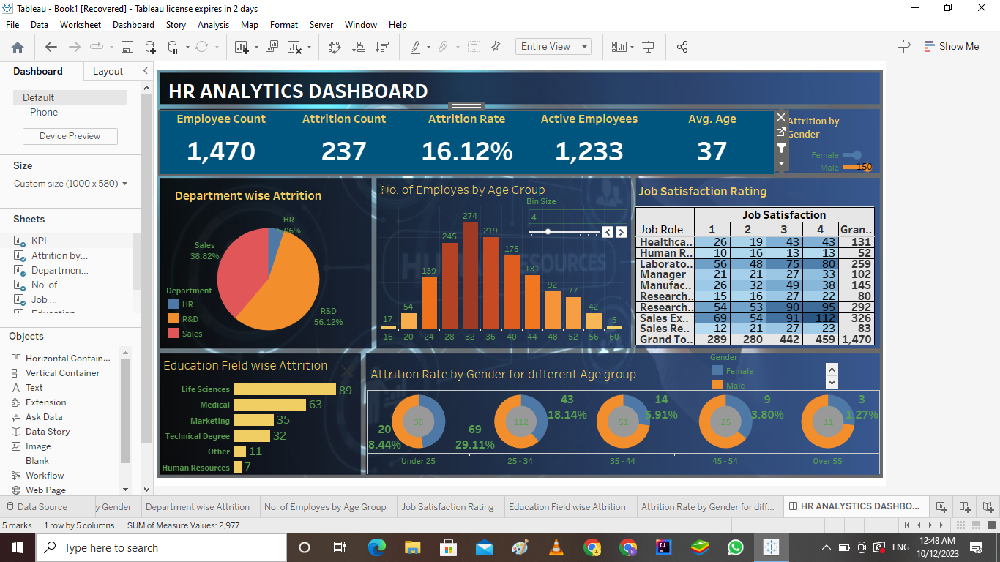 Tableau - Book1 [Recovered] - Tableau license expires in 2 days
File Data Worksheet Dashboard Story Analysis Map Format Server Window Help
Entire View
Show Me
Dashboard Layout
Default
Phone
Device Preview
Size
Custom size (1000 x 580)
Sheets
KPI
Attrition by...
Departmen...
No. of ...
Job ...
Education
Objects
Horizontal Contain...
Vertical Container
Text
Extension
Ask Data
Data Story
Image
Blank
Workflow
Web Page
HR ANALYTICS DASHBOARD
Employee Count Attrition Count Attrition Rate Active Employees Avg. Age
1,470 237 16.12% 1,233 37
Attrition by
Gender
Female
Male 150
Department wise Attrition
HR
5.06%
Sales
38.82%
R&D
56.12%
Department
HR
R&D
Sales
No. of Employes by Age Group
Bin Size
4
HUMAN RESOURCES
17 54 139 245 274 219 175 131 92 77 42 5
16 20 24 28 32 36 40 44 48 52 56 60
Job Satisfaction Rating
Job Satisfaction
Job Role 1 2 3 4 Gran..
Healthca.. 26 19 43 43 131
Human R.. 10 16 13 13 52
Laborato.. 56 48 75 80 259
Manager 21 21 27 33 102
Manufac.. 26 32 49 38 145
Research.. 15 16 27 22 80
Research.. 54 53 90 95 292
Sales Ex.. 69 54 91 112 326
Sales Re.. 12 21 27 23 83
Grand To.. 289 280 442 459 1,470
Education Field wise Attrition
Life Sciences 89
Medical 63
Marketing 35
Technical Degree 32
Other 11
Human Resources 7
Attrition Rate by Gender for different Age group
Gender
Female
Male
38 112 51 25 11
20
8.44%
69
29.11%
43
18.14%
14
5.91%
9
3.80%
3
1.27%
Under 25 25 - 34 35 - 44 45 - 54 Over 55
Data Source y Gender Department wise Attrition No. of Employes by Age Group Job Satisfaction Rating Education Field wise Attrition Attrition Rate by Gender for diff... HR ANALYSTICS DASHBO...
5 marks 1 row by 5 columns SUM of Measure Values: 2,977
Type here to search
ENG
12:48 AM
10/12/2023